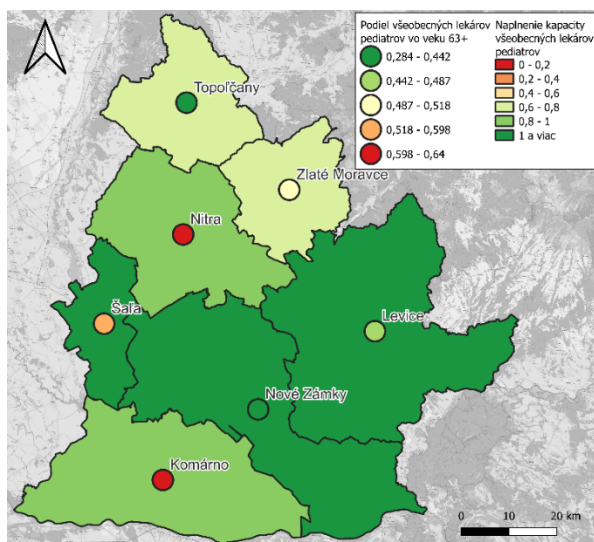 Podiel všeobecných lekárov
pediatrov vo veku 63+
0,284 - 0,442
0,442 - 0,487
0,487 - 0,518
0,518 - 0,598
0,598 - 0,64
Naplnenie kapacity
všeobecných lekárov
pediatrov
0 - 0,2
0,2 - 0,4
0,4 - 0,6
0,6 - 0,8
0,8 - 1
1 a viac
Topoľčany
Zlaté Moravce
Nitra
Šaľa
Levice
Nové Zámky
Komárno
0 10 20 km